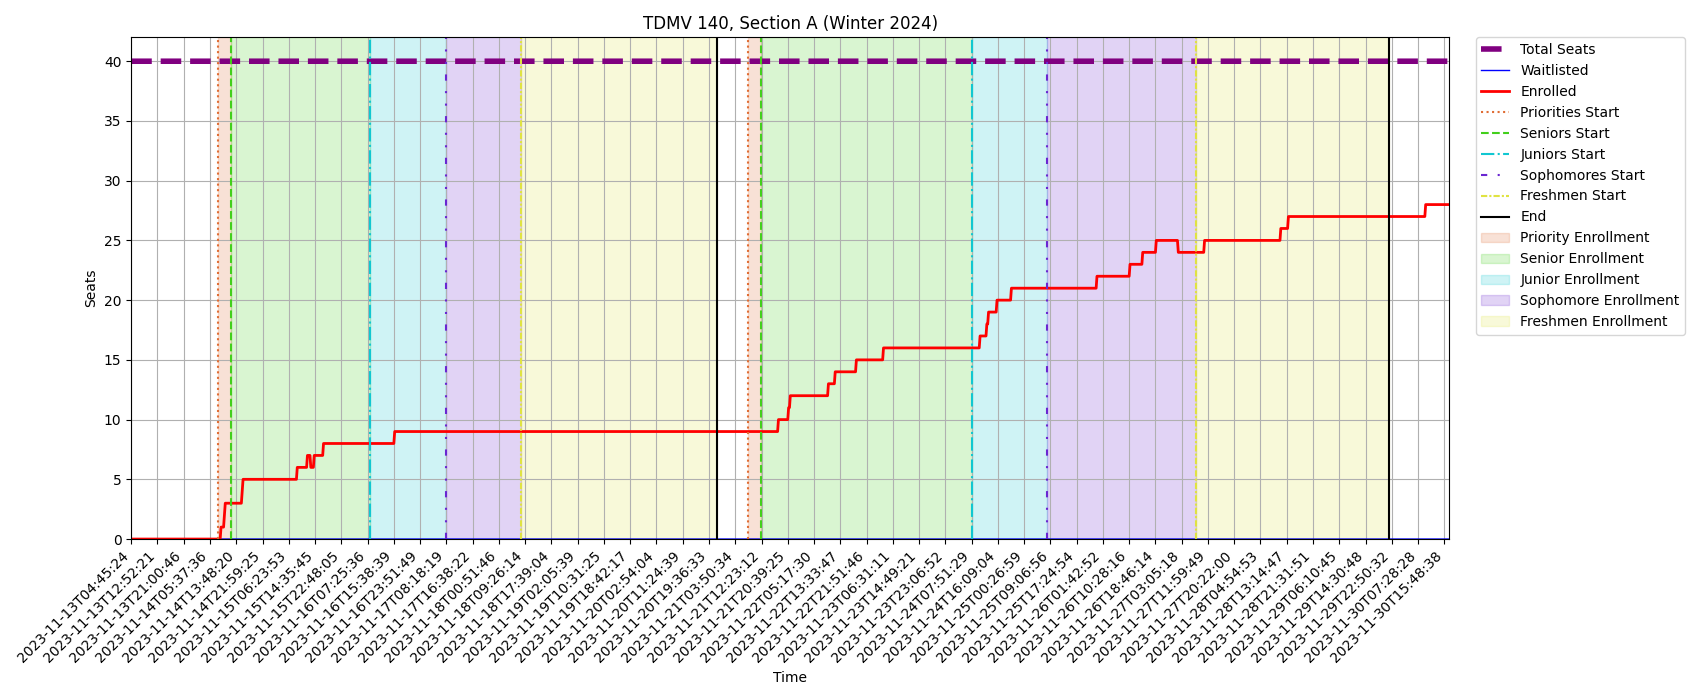 TDMV 140, Section A (Winter 2024)
40
35
30
25
20
15
10
5
0
Seats
2023-11-13T04:45:24
2023-11-13T12:52:21
2023-11-13T21:00:46
2023-11-14T05:37:36
2023-11-14T13:48:20
2023-11-14T21:59:25
2023-11-15T06:23:53
2023-11-15T14:35:45
2023-11-15T22:48:05
2023-11-16T07:25:36
2023-11-16T15:38:39
2023-11-16T23:51:49
2023-11-17T08:18:19
2023-11-17T16:38:22
2023-11-18T00:51:46
2023-11-18T09:26:14
2023-11-18T17:39:04
2023-11-19T02:05:39
2023-11-19T10:31:25
2023-11-19T18:42:17
2023-11-20T02:54:04
2023-11-20T11:24:39
2023-11-20T19:36:33
2023-11-21T03:50:34
2023-11-21T12:23:12
2023-11-21T20:39:25
2023-11-22T05:17:30
2023-11-22T13:33:47
2023-11-22T21:51:46
2023-11-23T06:31:11
2023-11-23T14:49:21
2023-11-23T23:06:52
2023-11-24T07:51:29
2023-11-24T16:09:04
2023-11-25T00:26:59
2023-11-25T09:06:56
2023-11-25T17:24:54
2023-11-26T01:42:52
2023-11-26T10:28:16
2023-11-26T18:46:14
2023-11-27T03:05:18
2023-11-27T11:59:49
2023-11-27T20:22:00
2023-11-28T04:54:53
2023-11-28T13:14:47
2023-11-28T21:31:51
2023-11-29T06:10:45
2023-11-29T14:30:48
2023-11-29T22:50:32
2023-11-30T07:28:28
2023-11-30T15:48:38
Time
Total Seats
Waitlisted
Enrolled
Priorities Start
Seniors Start
Juniors Start
Sophomores Start
Freshmen Start
End
Priority Enrollment
Senior Enrollment
Junior Enrollment
Sophomore Enrollment
Freshmen Enrollment